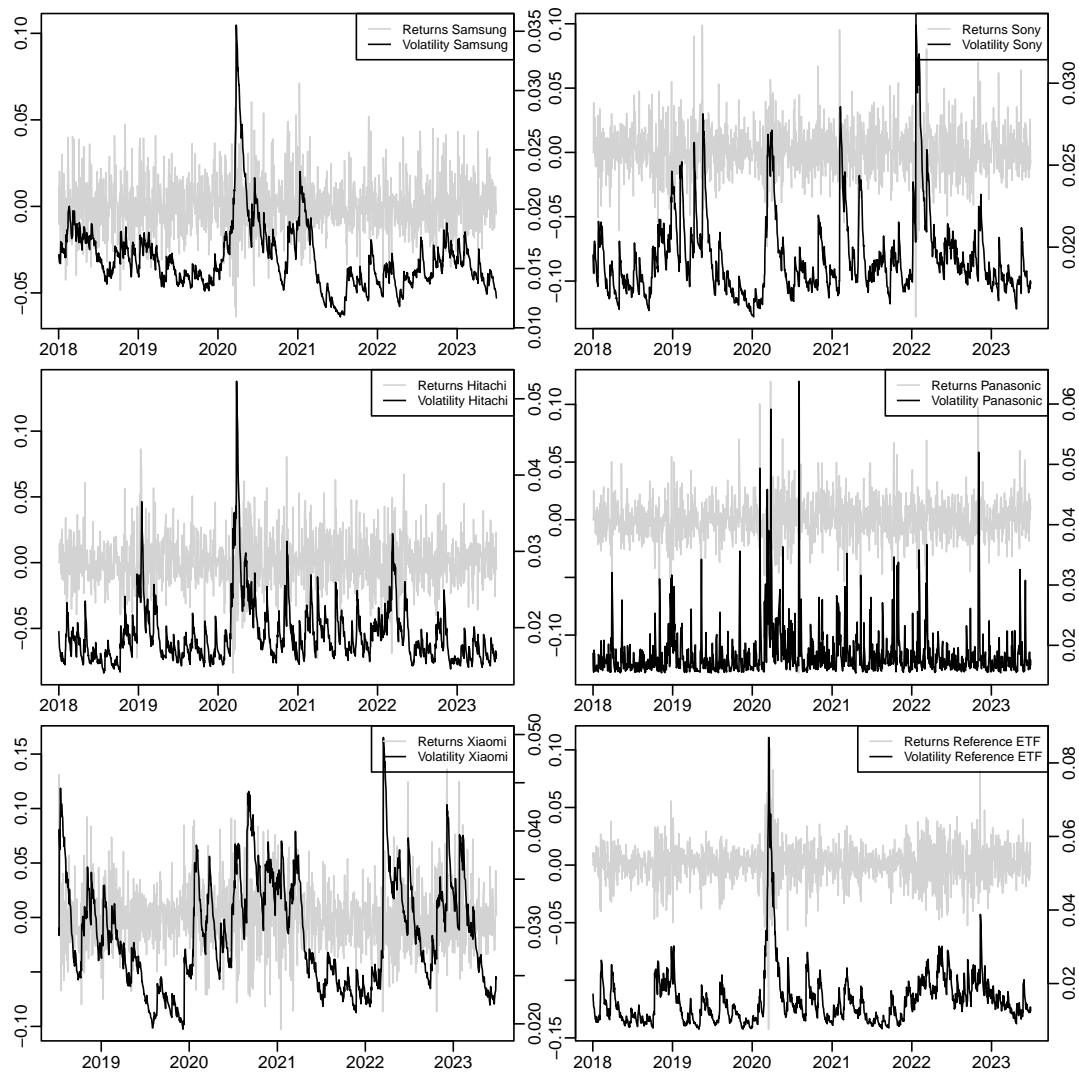 Returns Samsung
Volatility Samsung
0.10
0.05
0.00
−0.05
0.035
0.030
0.025
0.020
0.015
0.010
2018 2019 2020 2021 2022 2023
Returns Sony
Volatility Sony
0.10
0.05
0.00
−0.05
−0.10
0.030
0.025
0.020
2018 2019 2020 2021 2022 2023
Returns Hitachi
Volatility Hitachi
0.10
0.05
0.00
−0.05
0.05
0.04
0.03
0.02
2018 2019 2020 2021 2022 2023
Returns Panasonic
Volatility Panasonic
0.10
0.05
0.00
−0.10
0.06
0.05
0.04
0.03
0.02
2018 2019 2020 2021 2022 2023
Returns Xiaomi
Volatility Xiaomi
0.15
0.10
0.05
0.00
−0.10
0.050
0.040
0.030
0.020
2019 2020 2021 2022 2023
Returns Reference ETF
Volatility Reference ETF
0.10
0.05
0.00
−0.05
−0.15
0.08
0.06
0.04
0.02
2018 2019 2020 2021 2022 2023